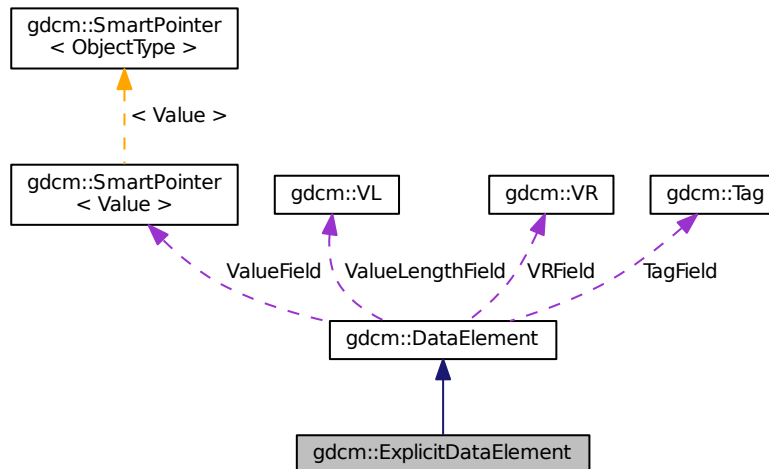 gdcm::SmartPointer
< ObjectType >
< Value >
gdcm::SmartPointer
< Value >
gdcm::VL
gdcm::VR
gdcm::Tag
ValueField
ValueLengthField
VRField
TagField
gdcm::DataElement
gdcm::ExplicitDataElement